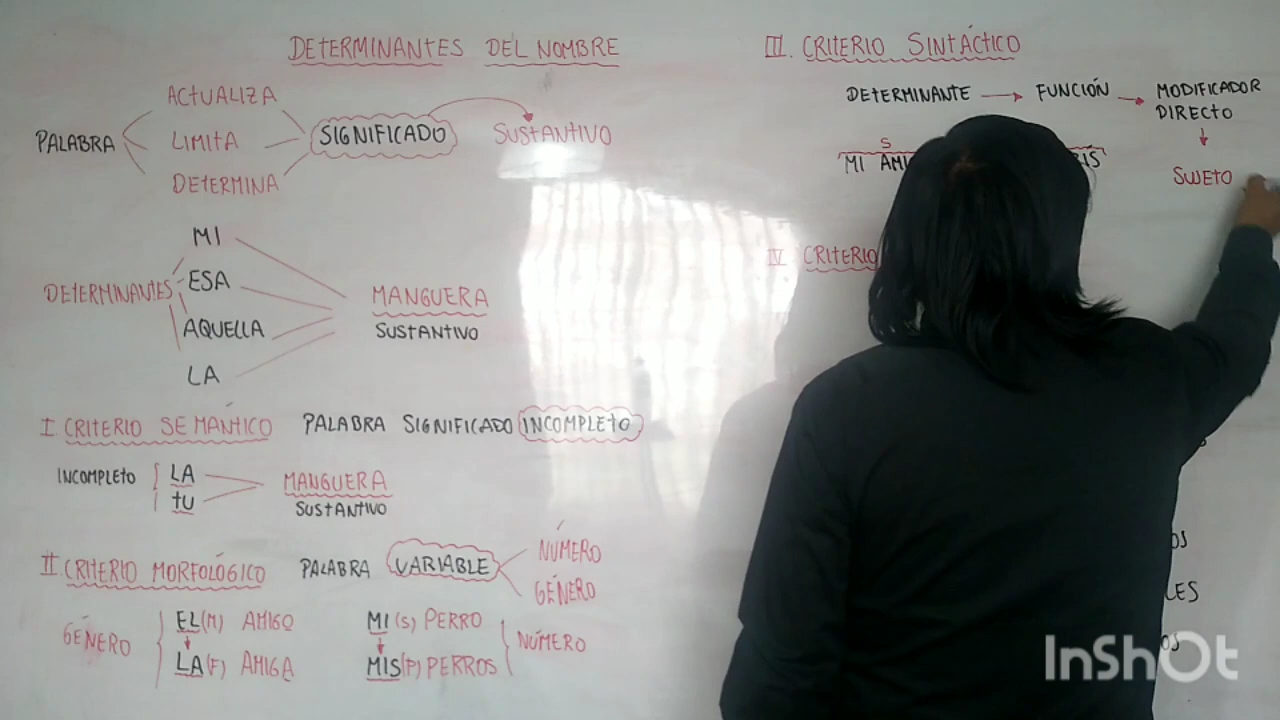 DETERMINANTES DEL NOMBRE
PALABRA
ACTUALIZA
LIMITA
DETERMINA
SIGNIFICADO
SUSTANTIVO
DETERMINANTES
MI
ESA
AQUELLA
LA
MANGUERA
SUSTANTIVO
I CRITERIO SEMÁNTICO PALABRA SIGNIFICADO INCOMPLETO
INCOMPLETO
LA
TU
MANGUERA
SUSTANTIVO
II CRITERIO MORFOLÓGICO PALABRA VARIABLE
NÚMERO
GÉNERO
GÉNERO
EL(M) AMIGO
LA(F) AMIGA
MI(S) PERRO
MIS(P) PERROS
NÚMERO
III. CRITERIO SINTÁCTICO
DETERMINANTE → FUNCIÓN → MODIFICADOR
DIRECTO
SUJETO
S
MI
IV. CRITERIO
InShOt